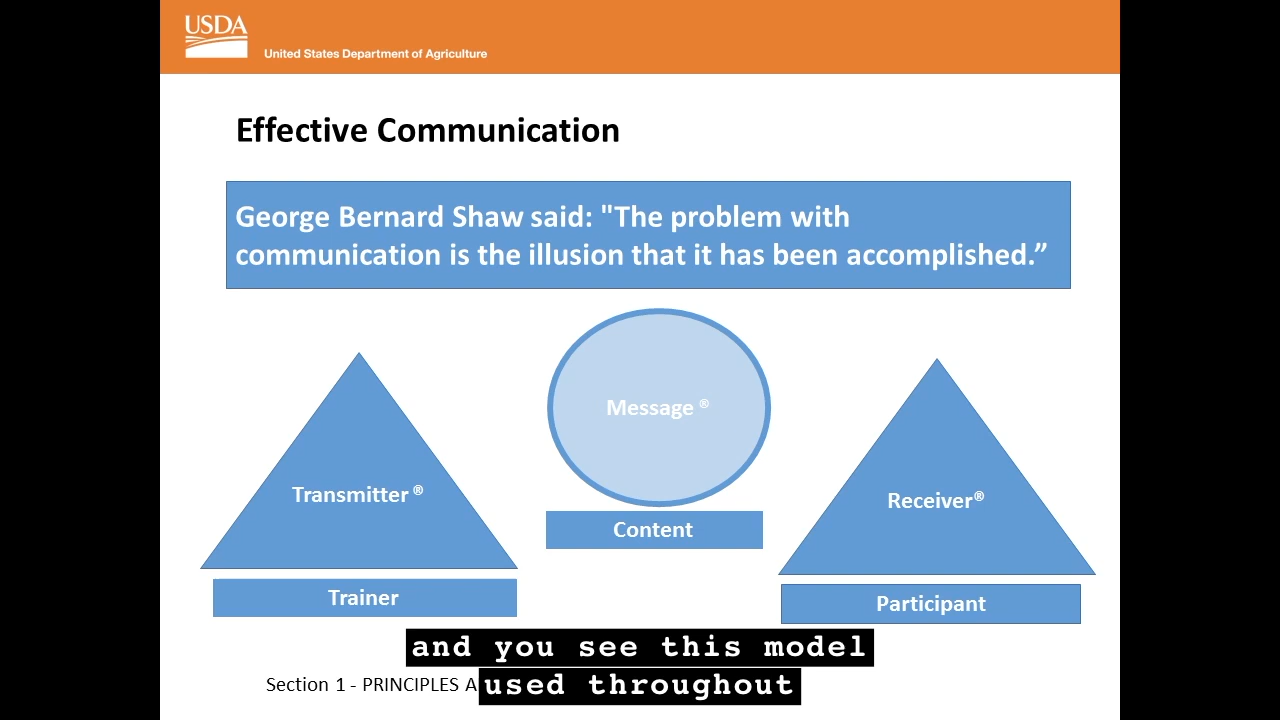 USDA
United States Department of Agriculture
Effective Communication
George Bernard Shaw said: "The problem with
communication is the illusion that it has been accomplished.”
Message ®
Transmitter ®
Receiver®
Content
Trainer
Participant
and you see this model
Section 1 - PRINCIPLES A
used throughout